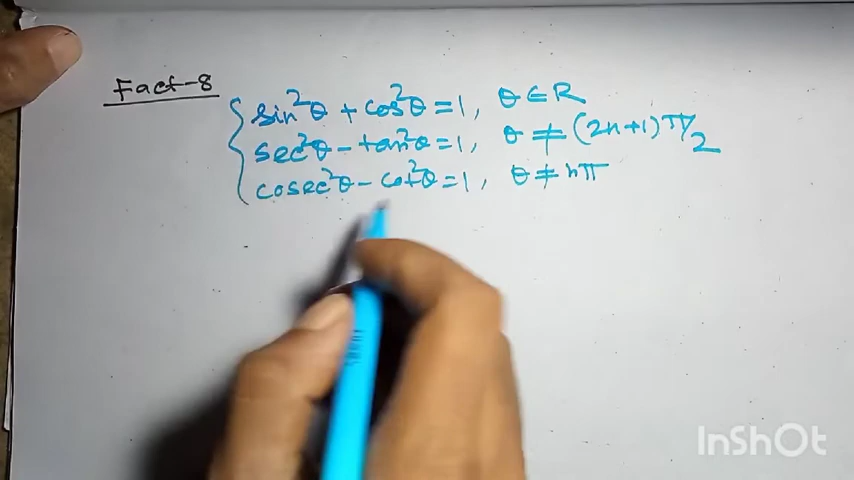 Fact-8
sin²θ + cos²θ = 1, θ ∈ R
sec²θ - tan²θ = 1, θ ≠ (2n+1)π/2
cosec²θ - cot²θ = 1, θ ≠ nπ
InShot